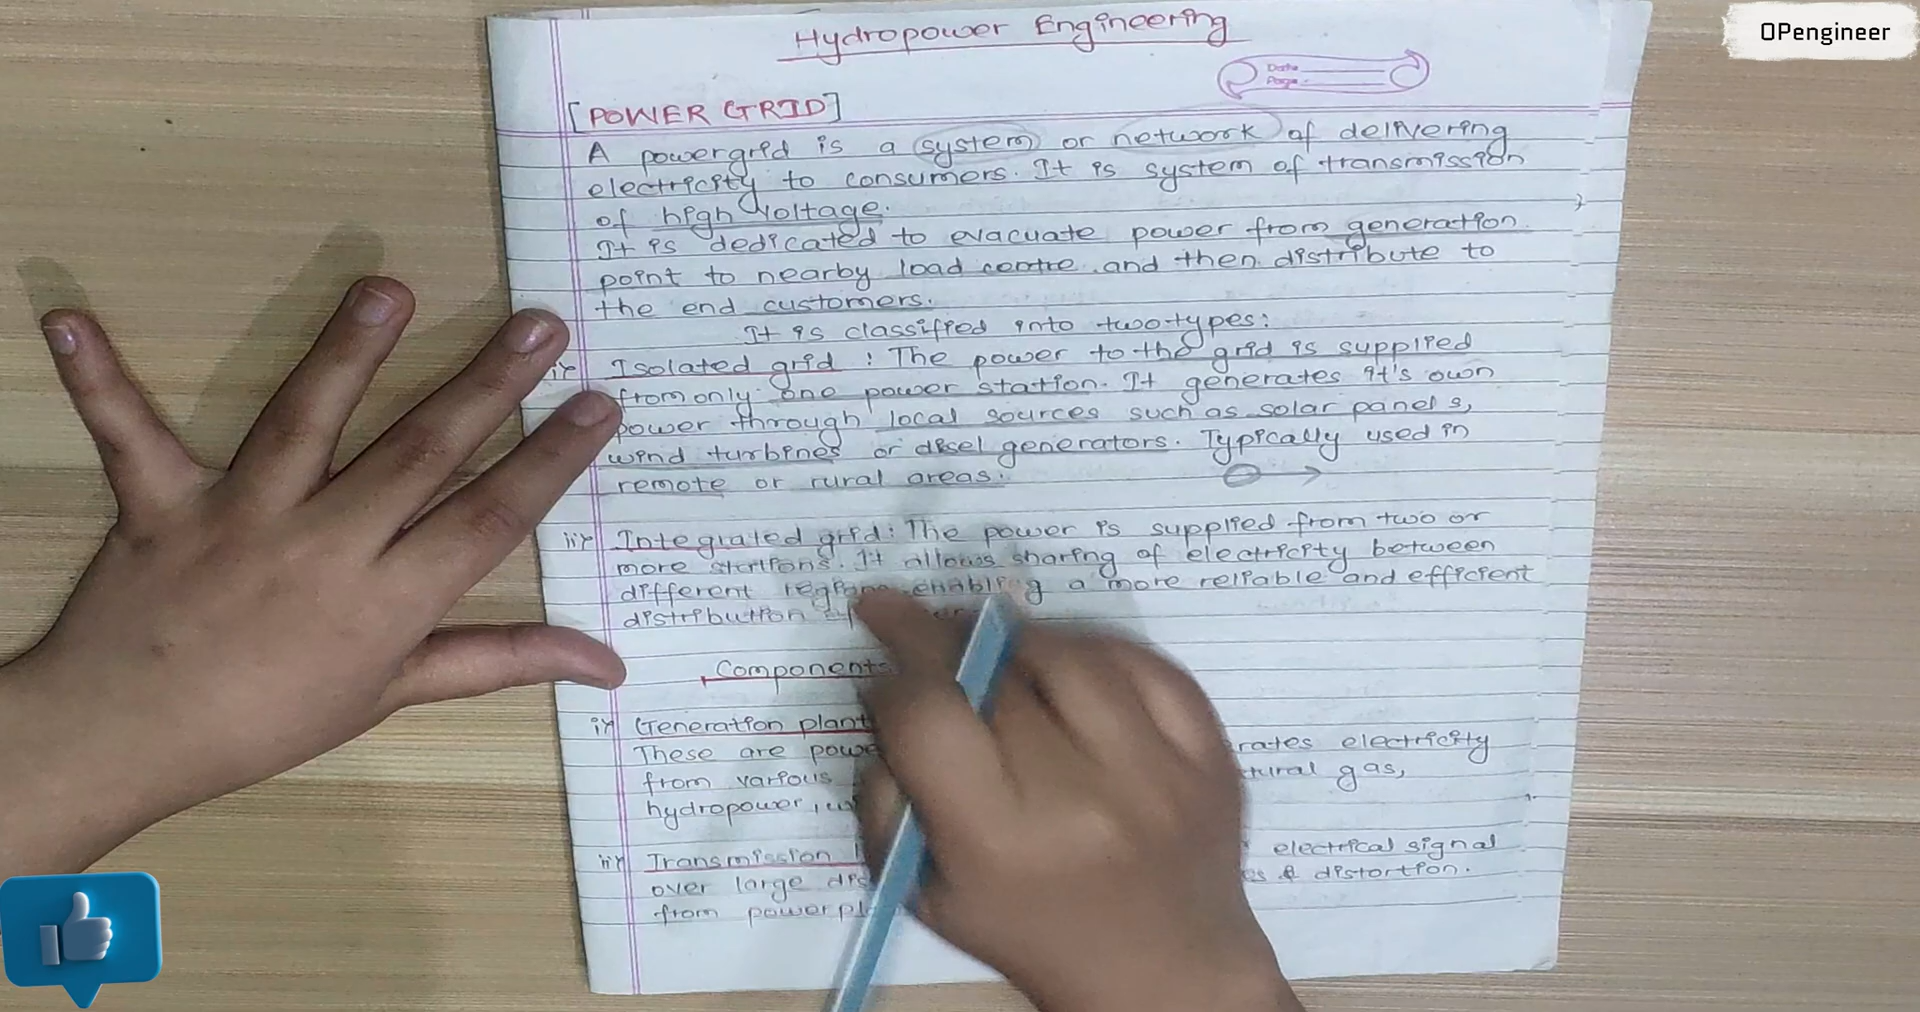 OPengineer
Hydropower Engineering
Date
Page
[POWER GRID]
A powergrid is a system or network of delivering
electricity to consumers. It is system of transmission
of high voltage.
It is dedicated to evacuate power from generation
point to nearby load centre and then distribute to
the end customers.
It is classified into two types:
i) Isolated grid : The power to the grid is supplied
from only one power station. It generates it's own
power through local sources such as solar panels,
wind turbines or disel generators. Typically used in
remote or rural areas.
ii) Integrated grid: The power is supplied from two or
more stations. It allows sharing of electricity between
different regions enabling a more reliable and efficient
distribution
Components
i) Generation plant
These are rates electricity
from various tural gas,
hydropower,
ii) Transmission electrical signal
over large & distortion.
from power